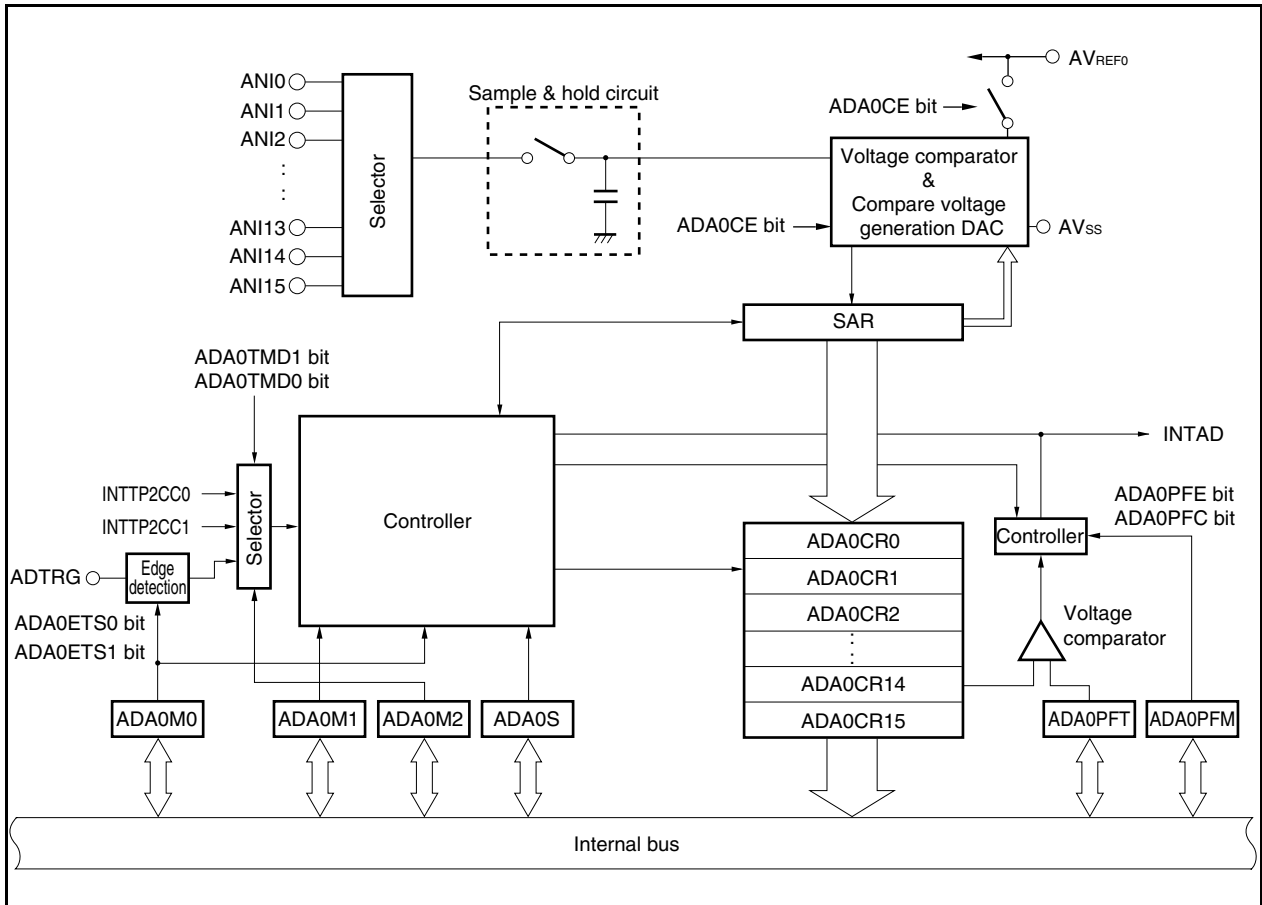 ANI0
ANI1
ANI2
ANI13
ANI14
ANI15
Selector
Sample & hold circuit
AVREF0
ADA0CE bit
Voltage comparator
&
Compare voltage
generation DAC
ADA0CE bit
AVSS
SAR
ADA0TMD1 bit
ADA0TMD0 bit
INTTP2CC0
INTTP2CC1
Selector
Controller
INTAD
ADA0PFE bit
ADA0PFC bit
Controller
ADTRG
Edge
detection
ADA0ETS0 bit
ADA0ETS1 bit
ADA0CR0
ADA0CR1
ADA0CR2
ADA0CR14
ADA0CR15
Voltage
comparator
ADA0M0
ADA0M1
ADA0M2
ADA0S
ADA0PFT
ADA0PFM
Internal bus